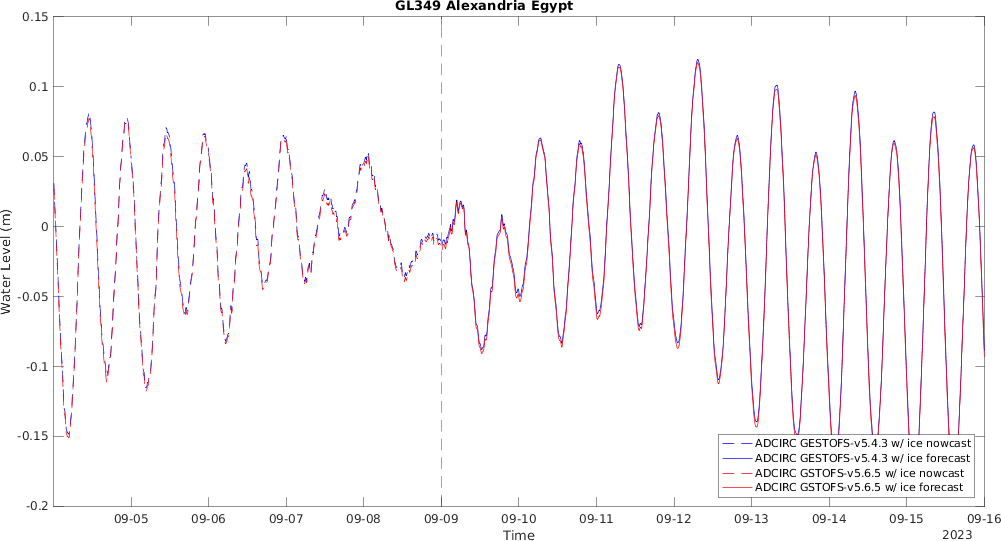 GL349 Alexandria Egypt
0.15
0.1
0.05
0
-0.05
-0.1
-0.15
-0.2
Water Level (m)
ADCIRC GESTOFS-v5.4.3 w/ ice nowcast
ADCIRC GESTOFS-v5.4.3 w/ ice forecast
ADCIRC GSTOFS-v5.6.5 w/ ice nowcast
ADCIRC GSTOFS-v5.6.5 w/ ice forecast
09-05 09-06 09-07 09-08 09-09 09-10 09-11 09-12 09-13 09-14 09-15 09-16
Time
2023